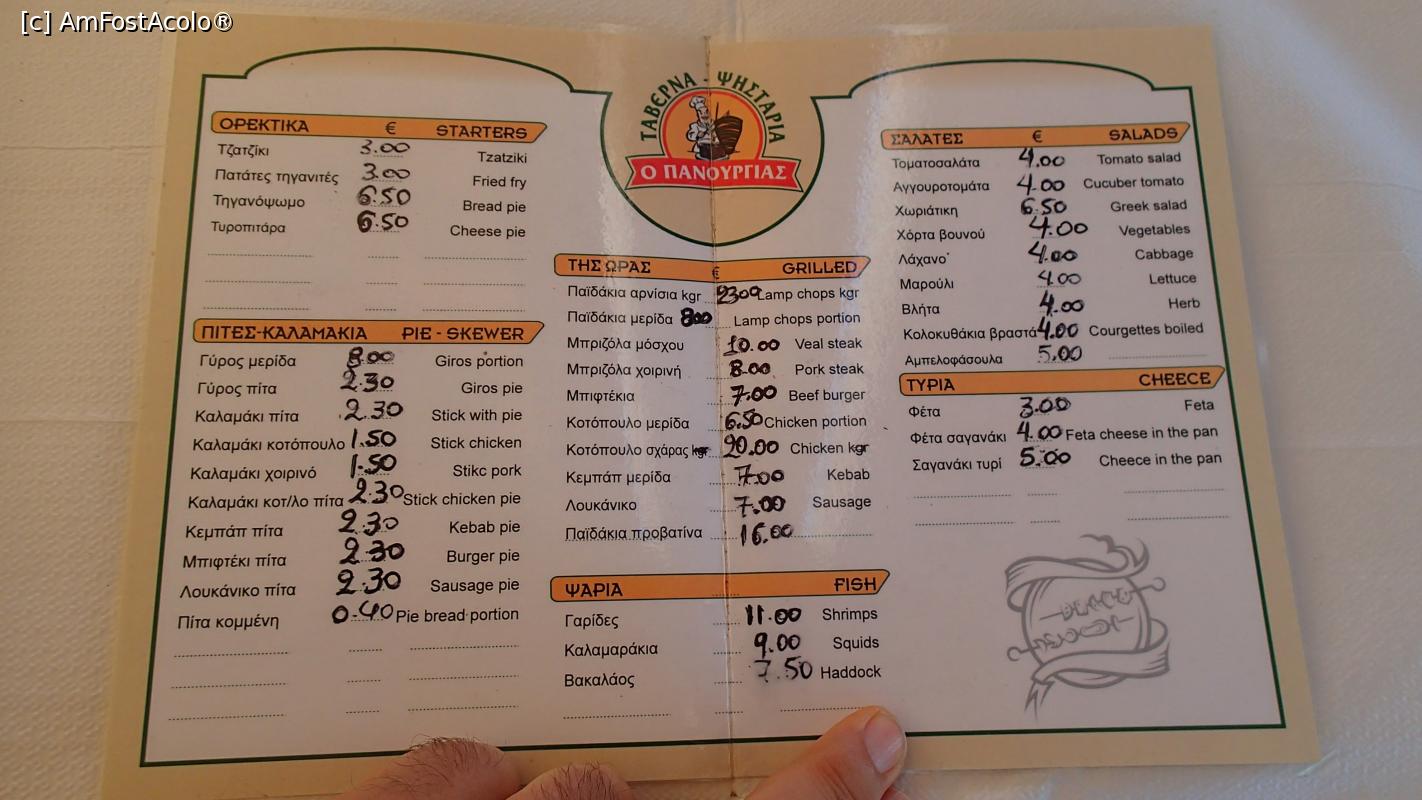 [c] AmFostAcolo®
ΤΑΒΕΡΝΑ - ΨΗΣΤΑΡΙΑ
Ο ΠΑΝΟΥΡΓΙΑΣ
ΟΡΕΚΤΙΚΑ € STARTERS
Τζατζίκι 3.00 Tzatziki
Πατάτες τηγανιτές 3.00 Fried fry
Τηγανόψωμο 6.50 Bread pie
Τυροπιτάρα 6.50 Cheese pie
ΠΙΤΕΣ-ΚΑΛΑΜΑΚΙΑ PIE - SKEWER
Γύρος μερίδα 8.00 Giros portion
Γύρος πίτα 2.30 Giros pie
Καλαμάκι πίτα 2.30 Stick with pie
Καλαμάκι κοτόπουλο 1.50 Stick chicken
Καλαμάκι χοιρινό 1.50 Stikc pork
Καλαμάκι κοτ/λο πίτα 2.30 Stick chicken pie
Κεμπάπ πίτα 2.30 Kebab pie
Μπιφτέκι πίτα 2.30 Burger pie
Λουκάνικο πίτα 2.30 Sausage pie
Πίτα κομμένη 0.40 Pie bread portion
ΤΗΣ ΩΡΑΣ € GRILLED
Παϊδάκια αρνίσια kgr 2300 Lamp chops kgr
Παϊδάκια μερίδα 800 Lamp chops portion
Μπριζόλα μόσχου 10.00 Veal steak
Μπριζόλα χοιρινή 8.00 Pork steak
Μπιφτέκια 7.00 Beef burger
Κοτόπουλο μερίδα 6.50 Chicken portion
Κοτόπουλο σχάρας kgr 20.00 Chicken kgr
Κεμπάπ μερίδα 7.00 Kebab
Λουκάνικο 7.00 Sausage
Παϊδάκια προβατίνα 16.00
ΨΑΡΙΑ FISH
Γαρίδες 11.00 Shrimps
Καλαμαράκια 9.00 Squids
Βακαλάος 7.50 Haddock
ΣΑΛΑΤΕΣ € SALADS
Τοματοσαλάτα 4.00 Tomato salad
Αγγουροτομάτα 4.00 Cucuber tomato
Χωριάτικη 6.50 Greek salad
Χόρτα βουνού 4.00 Vegetables
Λάχανο 4.00 Cabbage
Μαρούλι 4.00 Lettuce
Βλήτα 4.00 Herb
Κολοκυθάκια βραστά 4.00 Courgettes boiled
Αμπελοφάσουλα 5.00
ΤΥΡΙΑ CHEECE
Φέτα 3.00 Feta
Φέτα σαγανάκι 4.00 Feta cheese in the pan
Σαγανάκι τυρί 5.00 Cheece in the pan